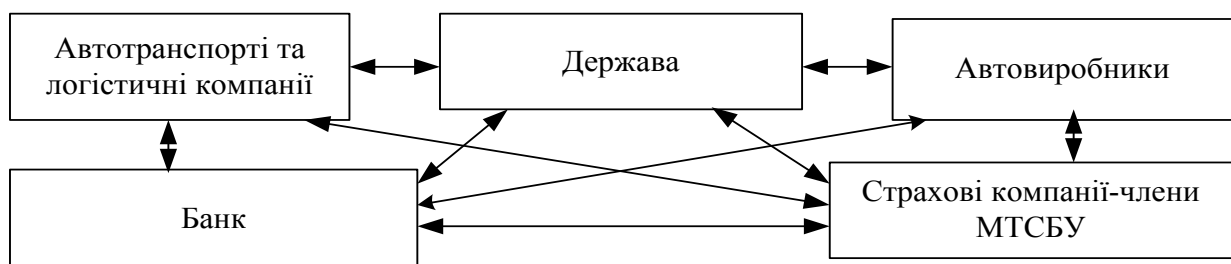 Автотранспорті та
логістичні компанії
Держава
Автовиробники
Банк
Страхові компанії-члени
МТСБУ